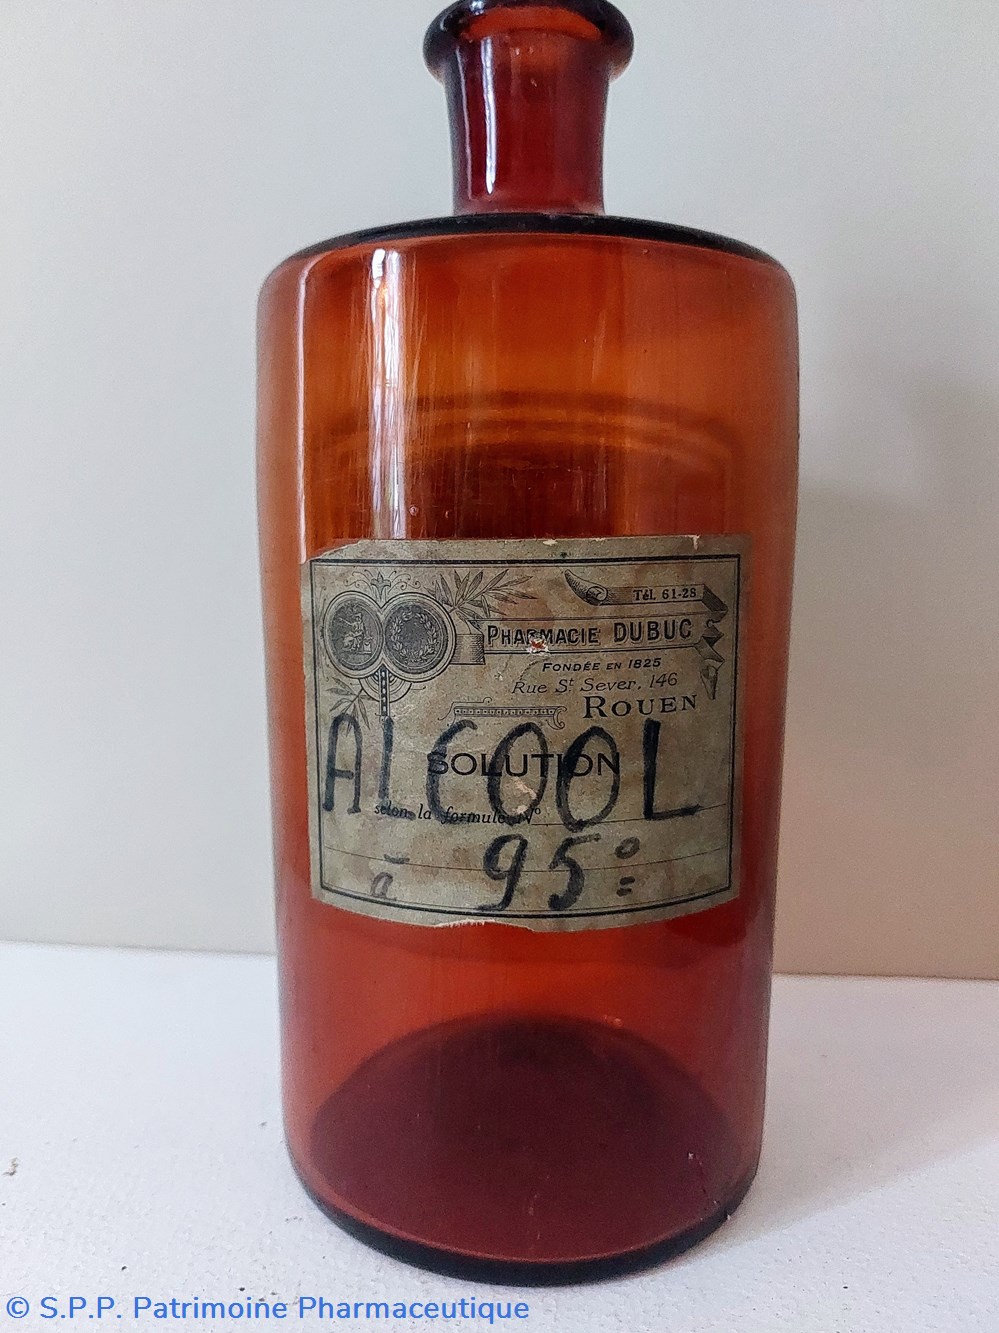 Tél. 61-28
PHARMACIE DUBUC
FONDÉE EN 1825
Rue St Sever, 146
ROUEN
SOLUTION
ALCOOL
selon la formule No
à 95°
© S.P.P. Patrimoine Pharmaceutique